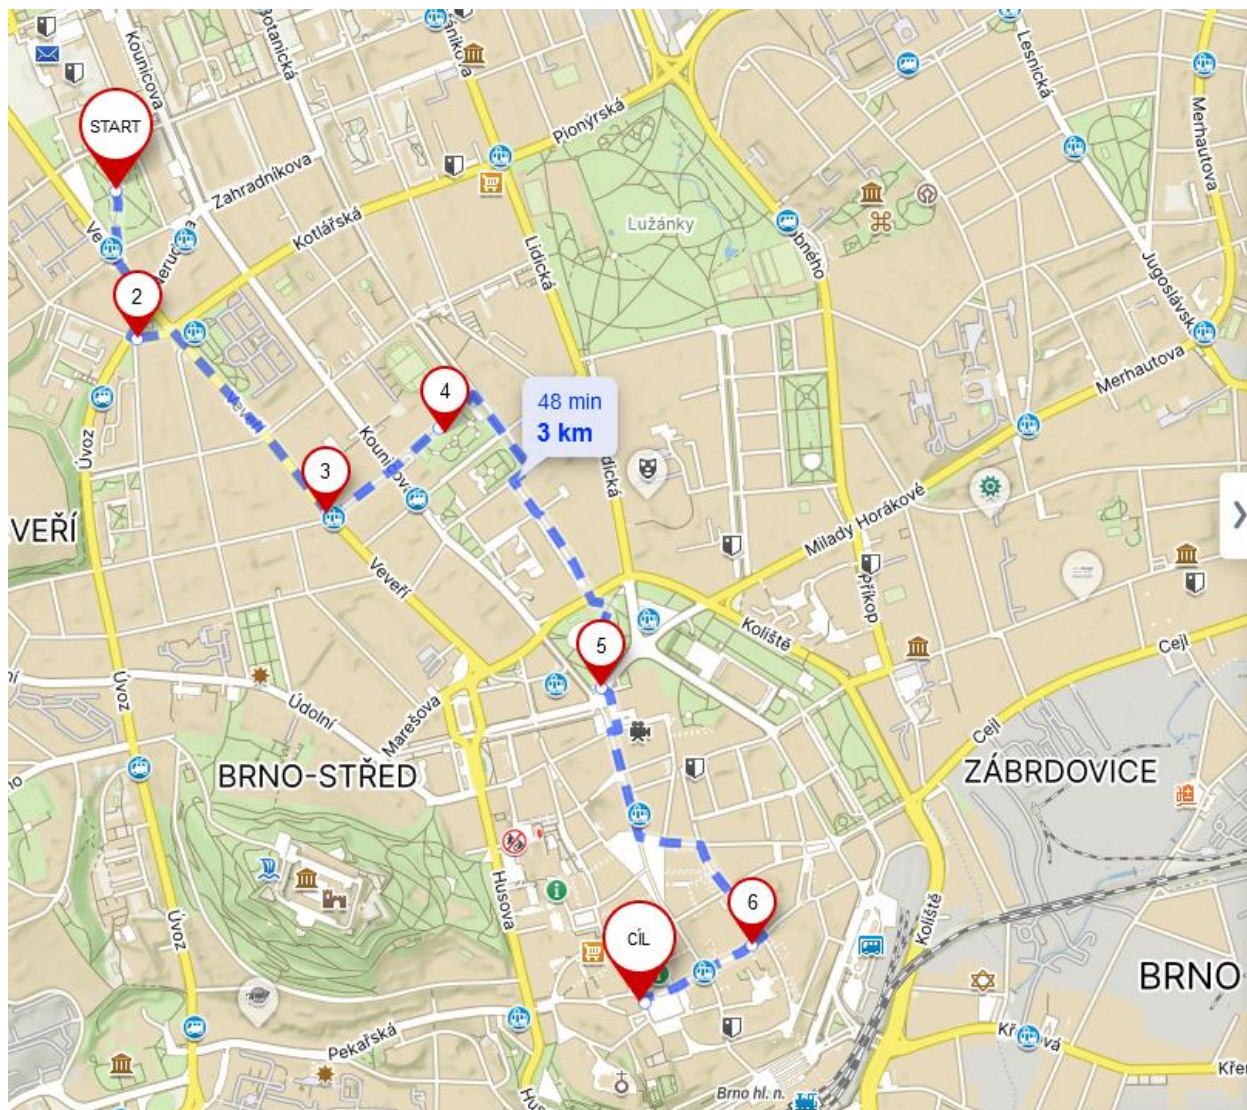 Kounicova
Botanická
START
Zahradníkova
Pionýrská
Lesnická
Merhautova
Kotlářská
Lužánky
Lidická
Jugoslávská
2
4
48 min
3 km
Merhautova
Veveří
Úvoz
Kounicova
3
VEVEŘÍ
Milady Horákové
Veveří
Příkop
Koliště
Cejl
5
Úvoz
Údolní
Marešova
Cejl
BRNO-STŘED
ZÁBRDOVICE
Husova
6
Úvoz
CÍL
Koliště
BRNO-
Pekařská
Brno hl. n.